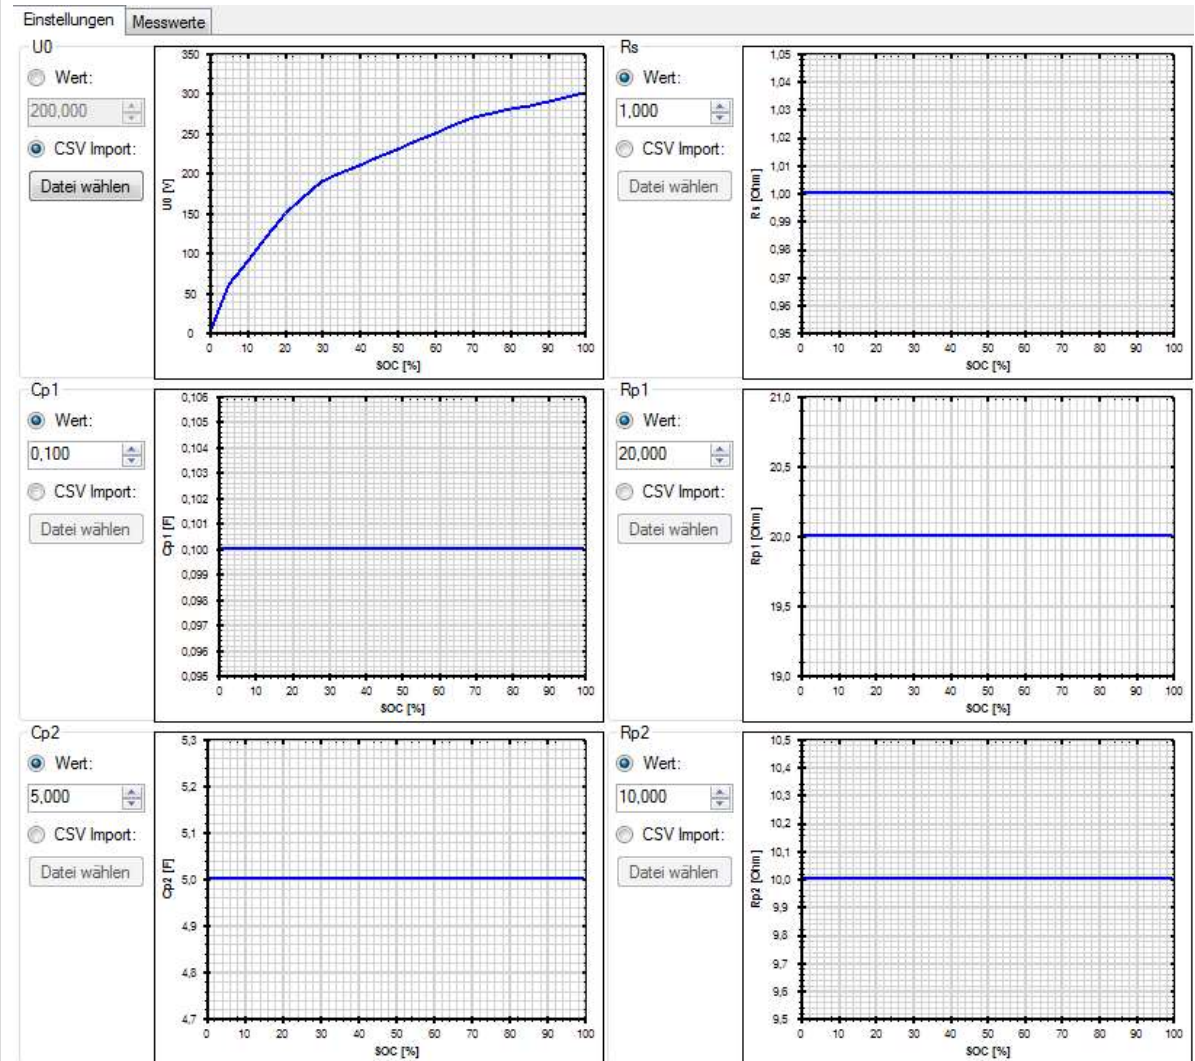 Einstellungen Messwerte
U0
Wert:
200,000
CSV Import:
Datei wählen
350
300
250
200
150
100
50
0
U0 [V]
0 10 20 30 40 50 60 70 80 90 100
SOC [%]
Rs
Wert:
1,000
CSV Import:
Datei wählen
1,05
1,04
1,03
1,02
1,01
1,00
0,99
0,98
0,97
0,96
0,95
Rs [Ohm]
0 10 20 30 40 50 60 70 80 90 100
SOC [%]
Cp1
Wert:
0,100
CSV Import:
Datei wählen
0,106
0,105
0,104
0,103
0,102
0,101
0,100
0,099
0,098
0,097
0,096
0,095
Cp1 [F]
0 10 20 30 40 50 60 70 80 90 100
SOC [%]
Rp1
Wert:
20,000
CSV Import:
Datei wählen
21,0
20,5
20,0
19,5
19,0
Rp1 [Ohm]
0 10 20 30 40 50 60 70 80 90 100
SOC [%]
Cp2
Wert:
5,000
CSV Import:
Datei wählen
5,3
5,2
5,1
5,0
4,9
4,8
4,7
Cp2 [F]
0 10 20 30 40 50 60 70 80 90 100
SOC [%]
Rp2
Wert:
10,000
CSV Import:
Datei wählen
10,5
10,4
10,3
10,2
10,1
10,0
9,9
9,8
9,7
9,6
9,5
Rp2 [Ohm]
0 10 20 30 40 50 60 70 80 90 100
SOC [%]